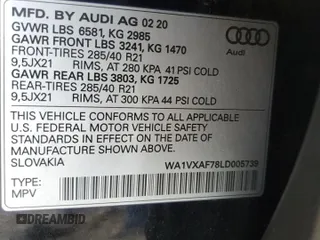 MFD. BY AUDI AG 02 20
GVWR LBS 6581, KG 2985
GAWR FRONT LBS 3241, KG 1470
FRONT-TIRES 285/40 R21
9,5JX21 RIMS, AT 280 KPA 41 PSI COLD
GAWR REAR LBS 3803, KG 1725
REAR-TIRES 285/40 R21
9,5JX21 RIMS, AT 300 KPA 44 PSI COLD
THIS VEHICLE CONFORMS TO ALL APPLICABLE
U.S. FEDERAL MOTOR VEHICLE SAFETY
STANDARDS IN EFFECT ON THE DATE OF
MANUFACTURE SHOWN ABOVE.
SLOVAKIA
WA1VXAF78LD005739
TYPE:
MPV
Audi
DREAMBID